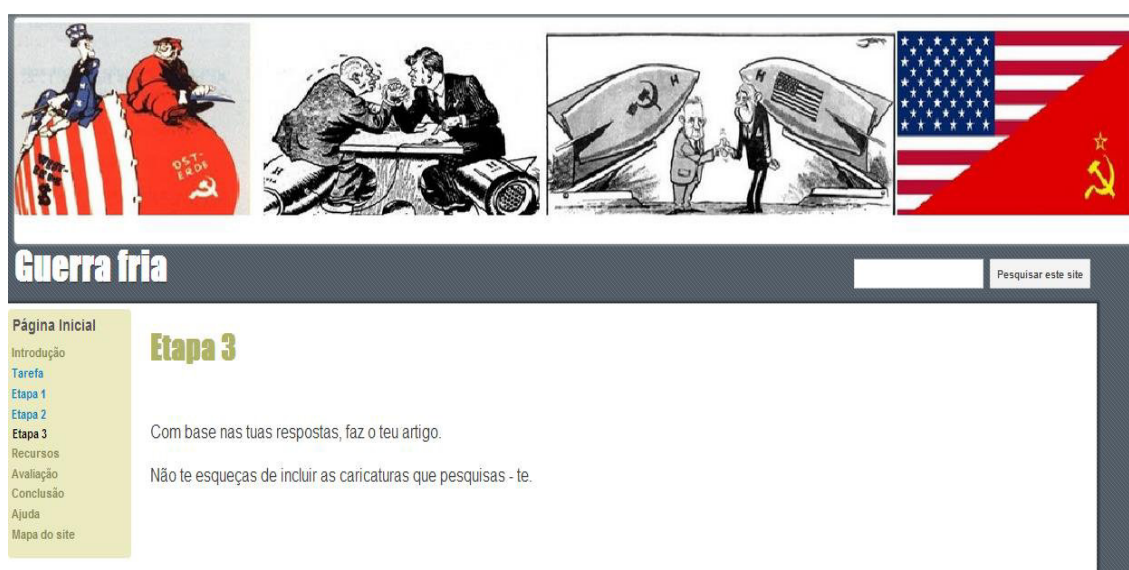 OST-
ERDE
H
H
H
H
Guerra fria
Pesquisar este site
Página Inicial
Introdução
Tarefa
Etapa 1
Etapa 2
Etapa 3
Recursos
Avaliação
Conclusão
Ajuda
Mapa do site
Etapa 3
Com base nas tuas respostas, faz o teu artigo.
Não te esqueças de incluir as caricaturas que pesquisas - te.